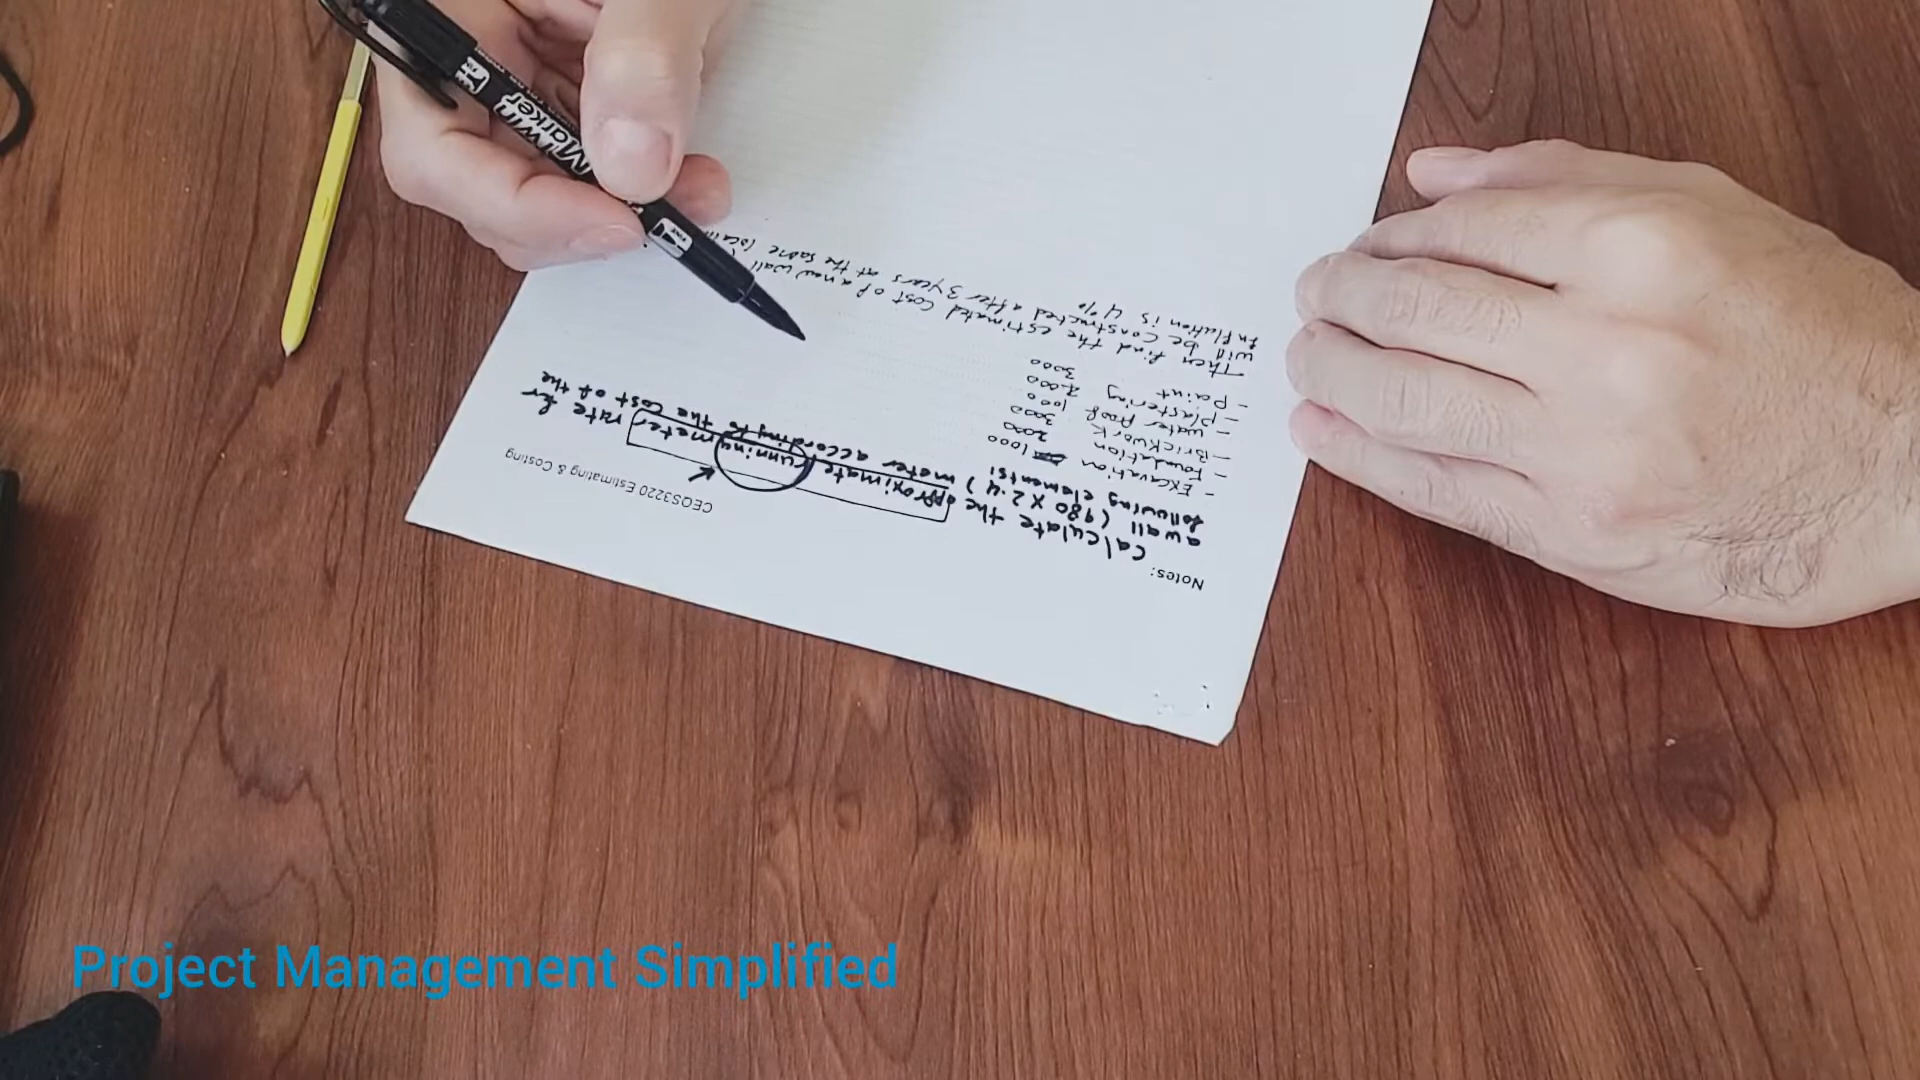 CEQS3220 Estimating & Costing
Notes:
Calculate the approximate running meter rate for
a wall (980 X 2.4) meter according to the cost of the
following elements:
- Excavation 1000
- Foundation 2000
- Brickwork 3000
- water proof 1000
- Plastering 2000
- Paint 3000
Then find the estimated cost of a new wall
will be constructed after 3 years at the same
Inflation is 4%
Marker
FINE
Project Management Simplified